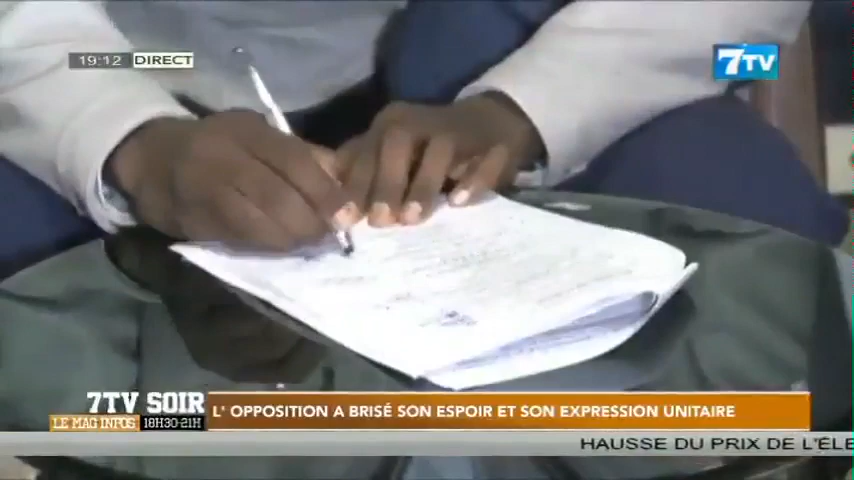 19:12 DIRECT
7TV
7TV SOIR
LE MAG INFOS 18H30-21H
L' OPPOSITION A BRISÉ SON ESPOIR ET SON EXPRESSION UNITAIRE
HAUSSE DU PRIX DE L'ÉLE